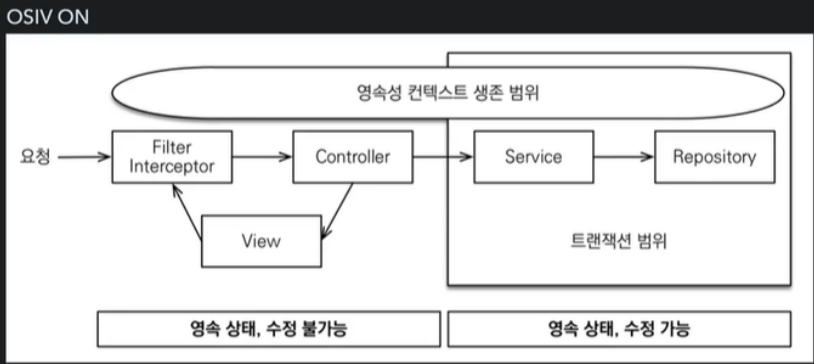 OSIV ON
영속성 컨텍스트 생존 범위
요청
Filter
Interceptor
Controller
Service
Repository
View
트랜잭션 범위
영속 상태, 수정 불가능
영속 상태, 수정 가능